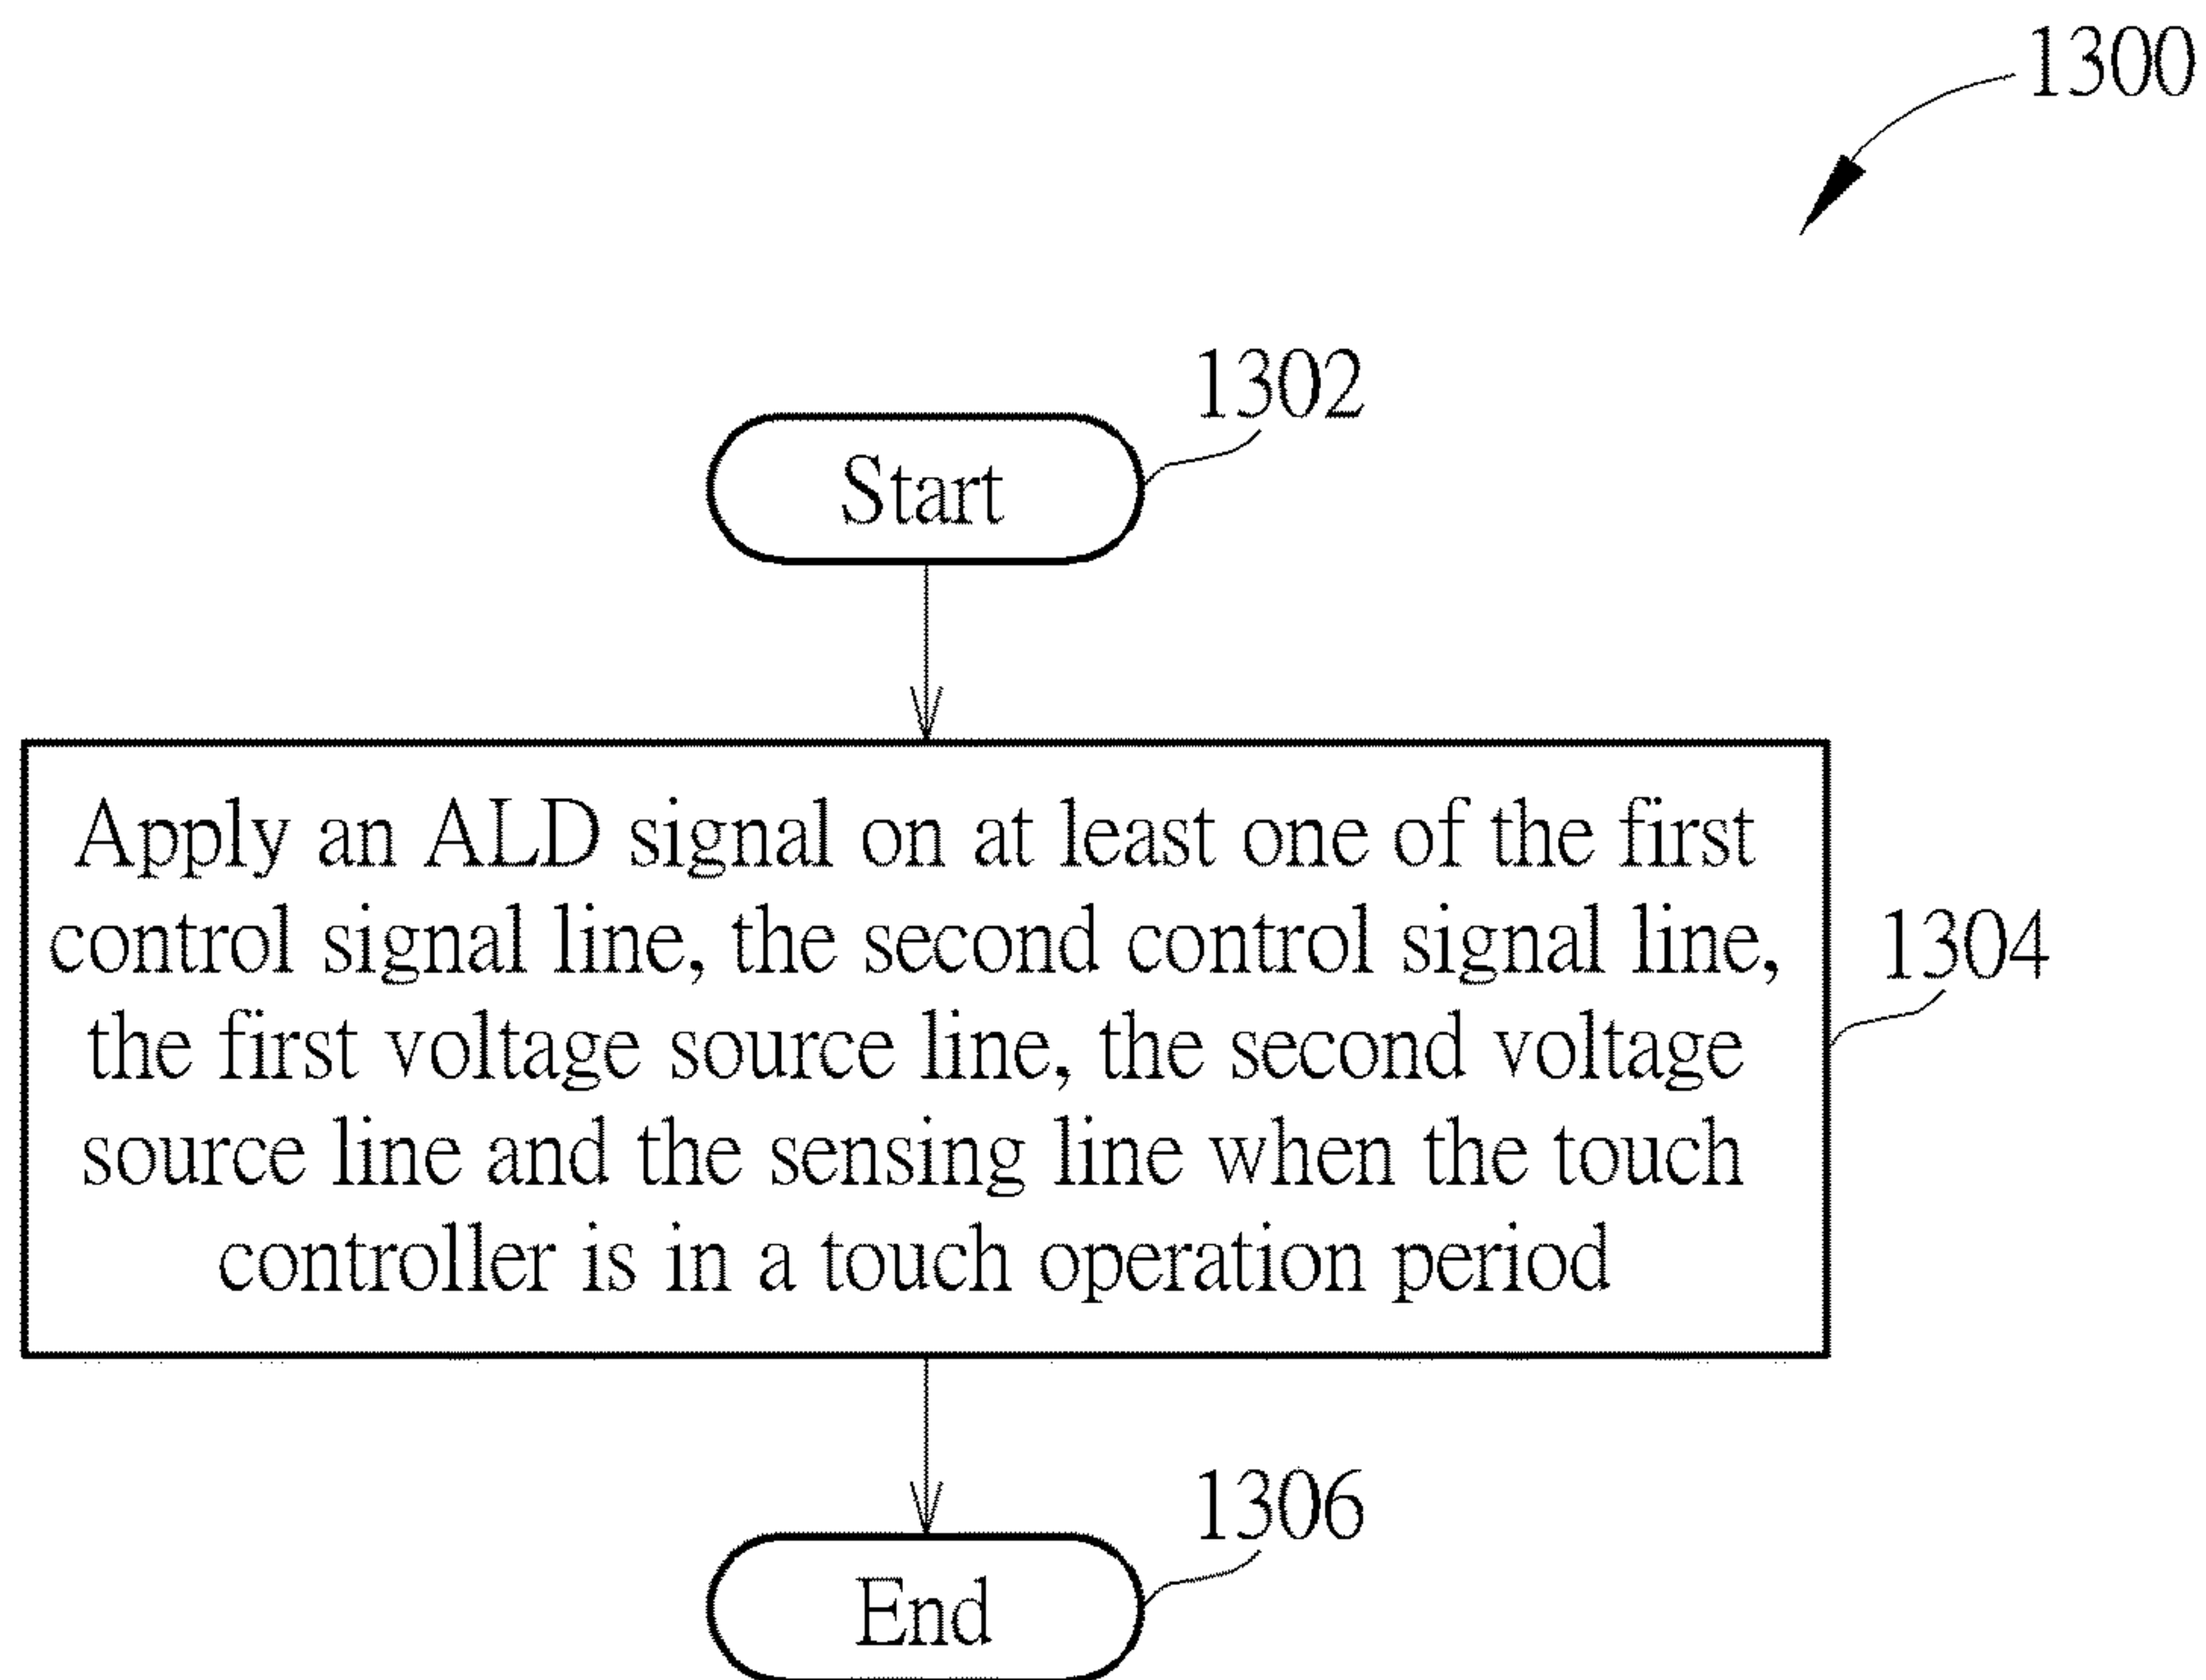 1300
1302
Start
Apply an ALD signal on at least one of the first
control signal line, the second control signal line,
the first voltage source line, the second voltage
source line and the sensing line when the touch
controller is in a touch operation period
1304
1306
End